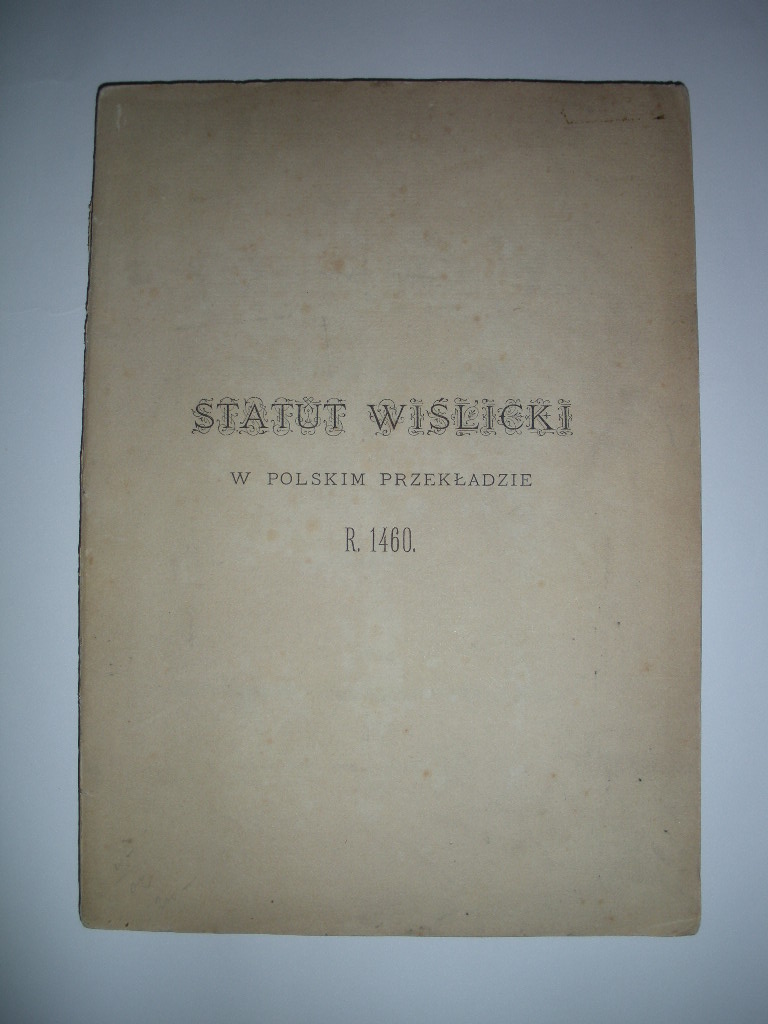 STATUT WIŚLICKI
W POLSKIM PRZEKŁADZIE
R. 1460.